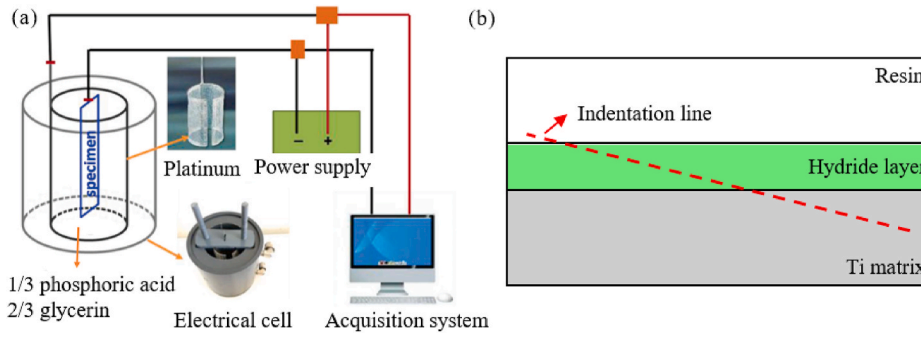 (a)
specimen
Platinum
− +
Power supply
1/3 phosphoric acid
2/3 glycerin
Electrical cell
Acquisition system
(b)
Resin
Indentation line
Hydride layer
Ti matrix